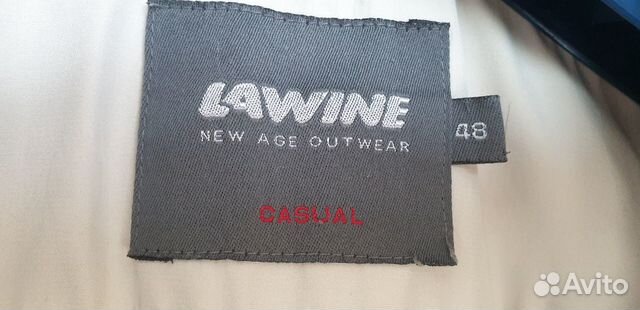 LAWINE
NEW AGE OUTWEAR
48
CASUAL
Avito